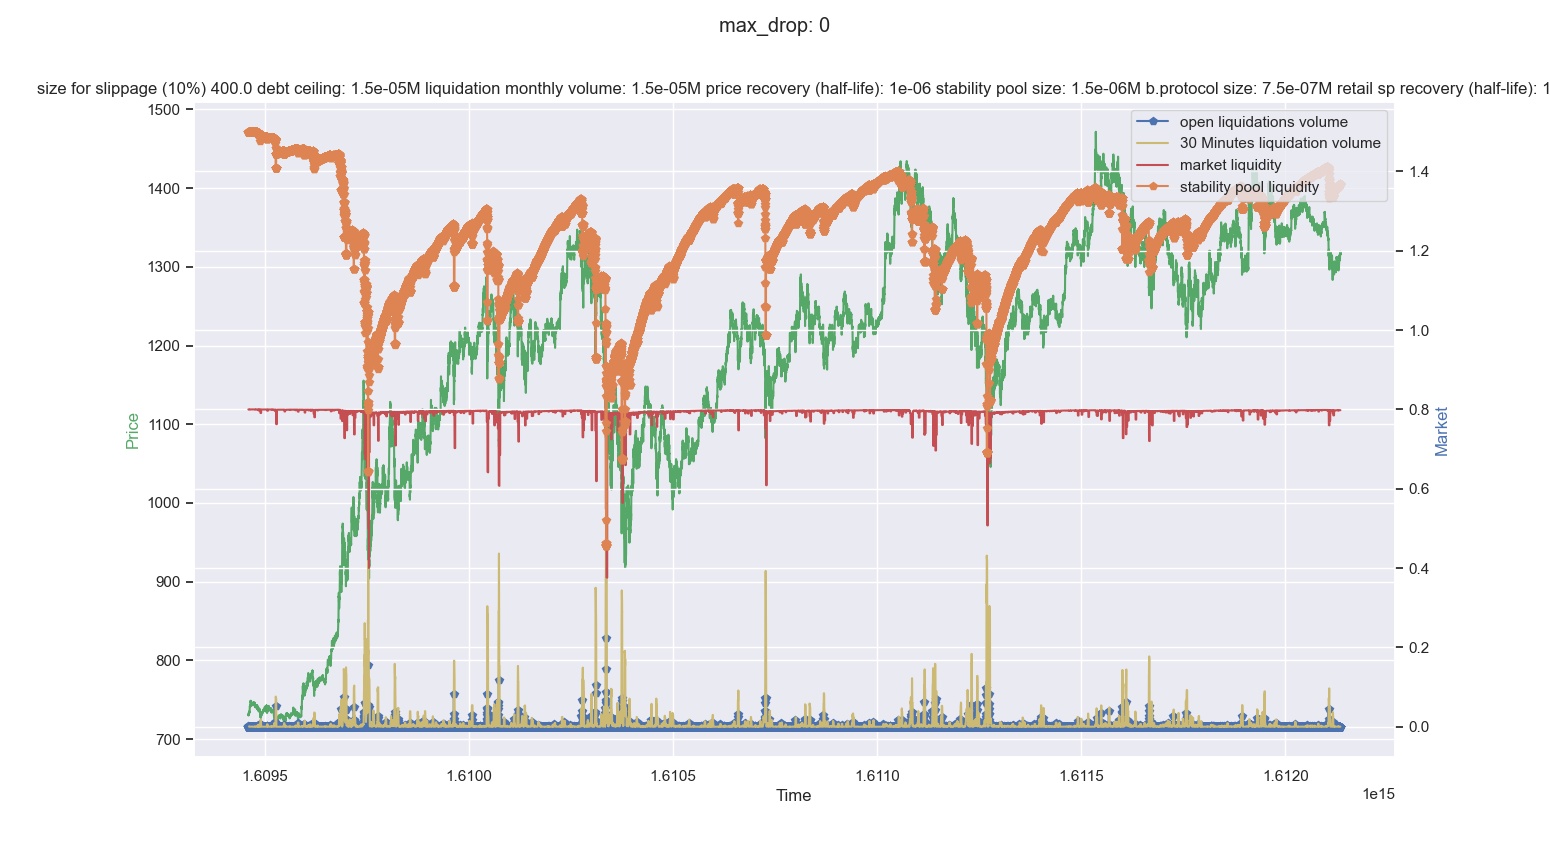 max_drop: 0
size for slippage (10%) 400.0 debt ceiling: 1.5e-05M liquidation monthly volume: 1.5e-05M price recovery (half-life): 1e-06 stability pool size: 1.5e-06M b.protocol size: 7.5e-07M retail sp recovery (half-life): 1
1500
1400
1300
1200
1100
1000
900
800
700
Price
open liquidations volume
30 Minutes liquidation volume
market liquidity
stability pool liquidity
1.4
1.2
1.0
0.8
0.6
0.4
0.2
0.0
Market
1.6095
1.6100
1.6105
1.6110
1.6115
1.6120
Time
1e15